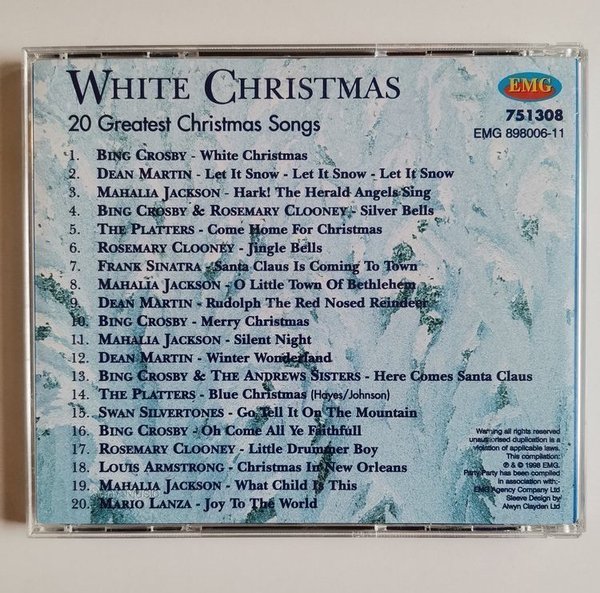 WHITE CHRISTMAS
20 Greatest Christmas Songs
EMG
751308
EMG 898006-11
1. BING CROSBY - White Christmas
2. DEAN MARTIN - Let It Snow - Let It Snow - Let It Snow
3. MAHALIA JACKSON - Hark! The Herald Angels Sing
4. BING CROSBY & ROSEMARY CLOONEY - Silver Bells
5. THE PLATTERS - Come Home For Christmas
6. ROSEMARY CLOONEY - Jingle Bells
7. FRANK SINATRA - Santa Claus Is Coming To Town
8. MAHALIA JACKSON - O Little Town Of Bethlehem
9. DEAN MARTIN - Rudolph The Red Nosed Reindeer
10. BING CROSBY - Merry Christmas
11. MAHALIA JACKSON - Silent Night
12. DEAN MARTIN - Winter Wonderland
13. BING CROSBY & THE ANDREWS SISTERS - Here Comes Santa Claus
14. THE PLATTERS - Blue Christmas (Hayes/Johnson)
15. SWAN SILVERTONES - Go Tell It On The Mountain
16. BING CROSBY - Oh Come All Ye Faithfull
17. ROSEMARY CLOONEY - Little Drummer Boy
18. LOUIS ARMSTRONG - Christmas In New Orleans
19. MAHALIA JACKSON - What Child Is This
20. MARIO LANZA - Joy To The World
Warning all rights reserved
unauthorised duplication is a
violation of applicable laws.
This compilation:
℗ & © 1998 EMG.
Party Party has been compiled
in association with:
EMG Agency Company Ltd
Sleeve Design by
Alwyn Clayden Ltd